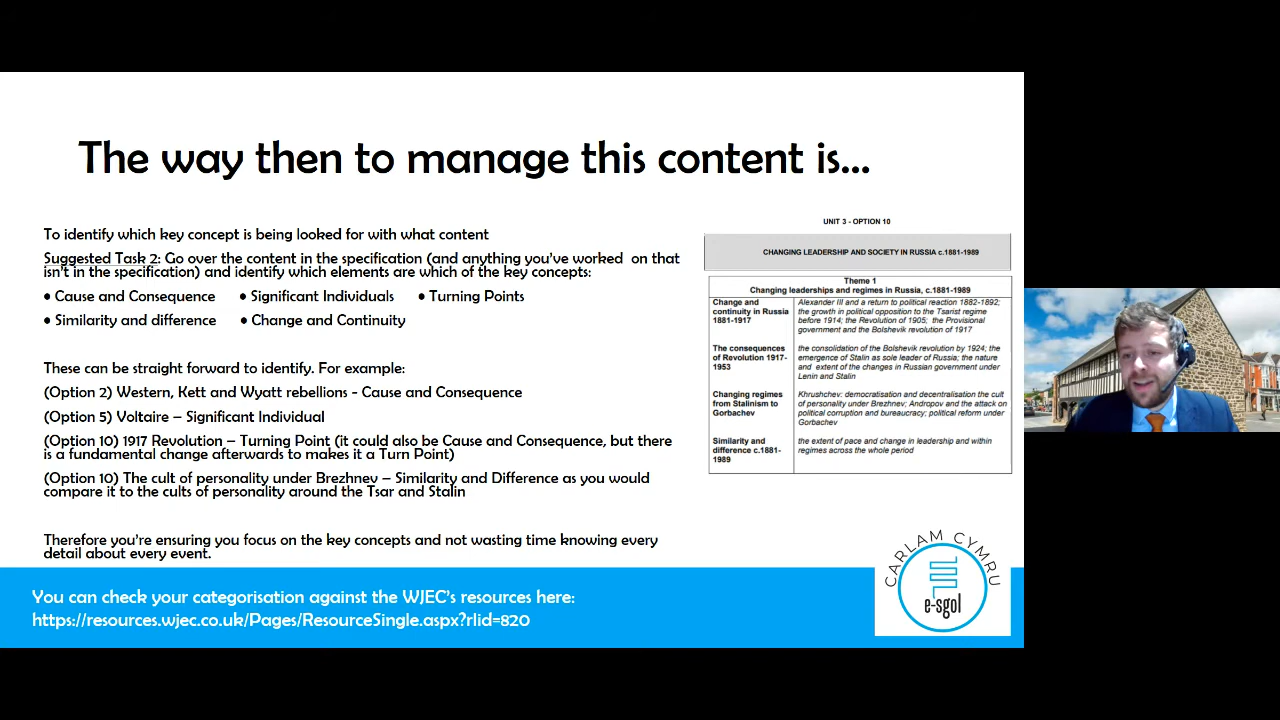 The way then to manage this content is...
To identify which key concept is being looked for with what content
Suggested Task 2: Go over the content in the specification (and anything you've worked on that
isn't in the specification) and identify which elements are which of the key concepts:
• Cause and Consequence • Significant Individuals • Turning Points
• Similarity and difference • Change and Continuity
These can be straight forward to identify. For example:
(Option 2) Western, Kett and Wyatt rebellions - Cause and Consequence
(Option 5) Voltaire – Significant Individual
(Option 10) 1917 Revolution – Turning Point (it could also be Cause and Consequence, but there
is a fundamental change afterwards to makes it a Turn Point)
(Option 10) The cult of personality under Brezhnev – Similarity and Difference as you would
compare it to the cults of personality around the Tsar and Stalin
Therefore you're ensuring you focus on the key concepts and not wasting time knowing every
detail about every event.
UNIT 3 - OPTION 10
CHANGING LEADERSHIP AND SOCIETY IN RUSSIA c.1881-1989
Theme 1
Changing leaderships and regimes in Russia, c.1881-1989
Change and
continuity in Russia
1881-1917
Alexander III and a return to political reaction 1882-1892;
the growth in political opposition to the Tsarist regime
before 1914; the Revolution of 1905; the Provisional
government and the Bolshevik revolution of 1917
The consequences
of Revolution 1917-
1953
the consolidation of the Bolshevik revolution by 1924; the
emergence of Stalin as sole leader of Russia; the nature
and extent of the changes in Russian government under
Lenin and Stalin
Changing regimes
from Stalinism to
Gorbachev
Khrushchev: democratisation and decentralisation the cult
of personality under Brezhnev; Andropov and the attack on
political corruption and bureaucracy; political reform under
Gorbachev
Similarity and
difference c.1881-
1989
the extent of pace and change in leadership and within
regimes across the whole period
CARLAM CYMRU
e-sgol
You can check your categorisation against the WJEC's resources here:
https://resources.wjec.co.uk/Pages/ResourceSingle.aspx?rIid=820